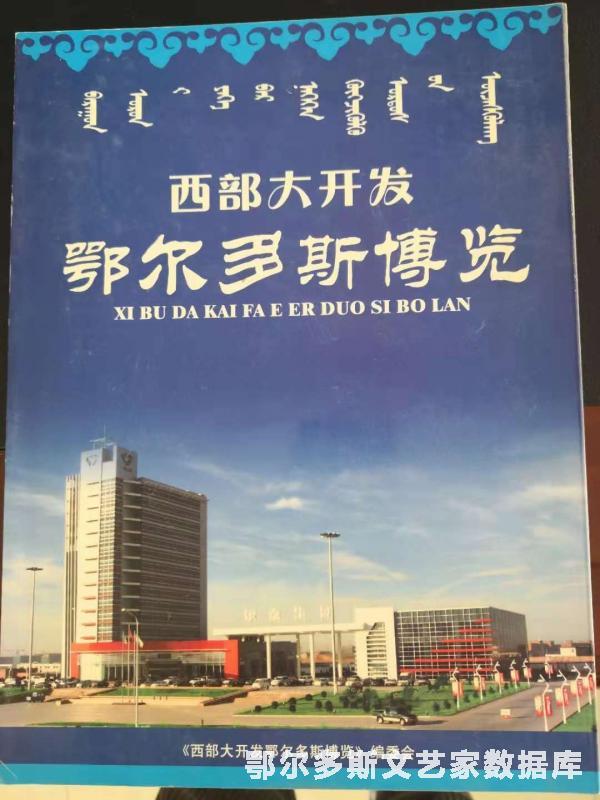 西部大开发
鄂尔多斯博览
XI BU DA KAI FA E ER DUO SI BO LAN
《西部大开发鄂尔多斯博览》编委会
鄂尔多斯文艺家数据库